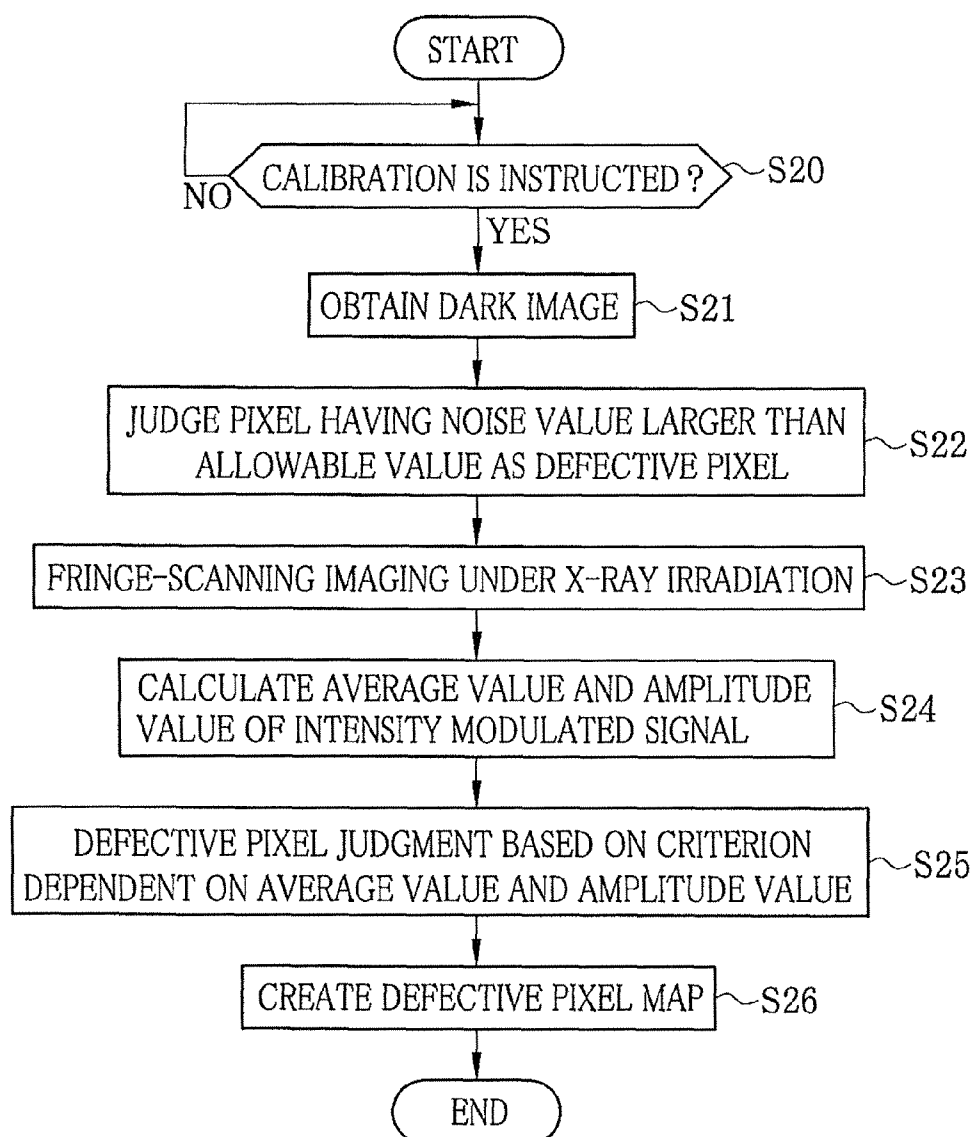 START
CALIBRATION IS INSTRUCTED?
S20
NO
YES
OBTAIN DARK IMAGE
S21
JUDGE PIXEL HAVING NOISE VALUE LARGER THAN
ALLOWABLE VALUE AS DEFECTIVE PIXEL
S22
FRINGE-SCANNING IMAGING UNDER X-RAY IRRADIATION
S23
CALCULATE AVERAGE VALUE AND AMPLITUDE
VALUE OF INTENSITY MODULATED SIGNAL
S24
DEFECTIVE PIXEL JUDGMENT BASED ON CRITERION
DEPENDENT ON AVERAGE VALUE AND AMPLITUDE VALUE
S25
CREATE DEFECTIVE PIXEL MAP
S26
END